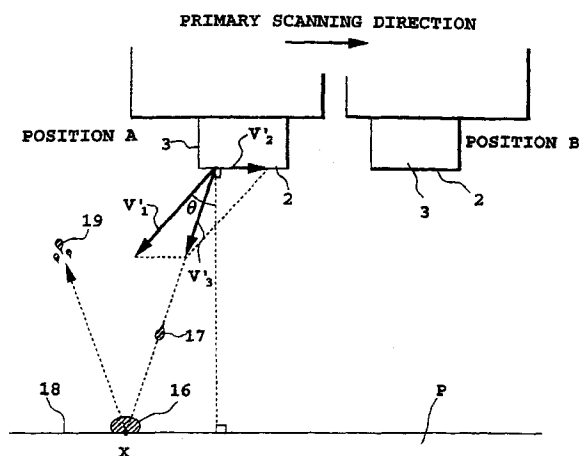 PRIMARY SCANNING DIRECTION
POSITION A
3
V'2
2
POSITION B
3
2
V'1
θ
V'3
19
17
18
16
P
X